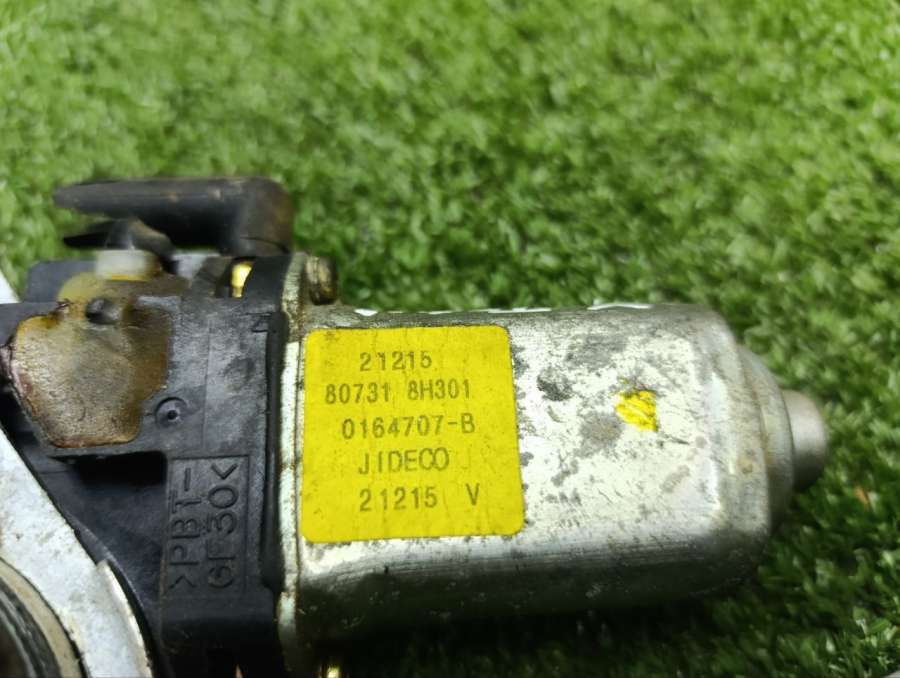 21215
80731 8H301
0164707-B
JIDECO
21215 V
>PBT-
GF30<